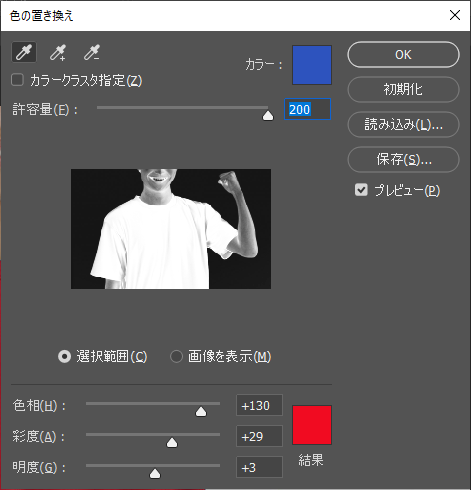 色の置き換え
カラー：
OK
カラークラスタ指定(Z)
初期化
許容量(F)：
200
読み込み(L)...
保存(S)...
プレビュー(P)
選択範囲(C)
画像を表示(M)
色相(H)：
+130
彩度(A)：
+29
明度(G)：
+3
結果